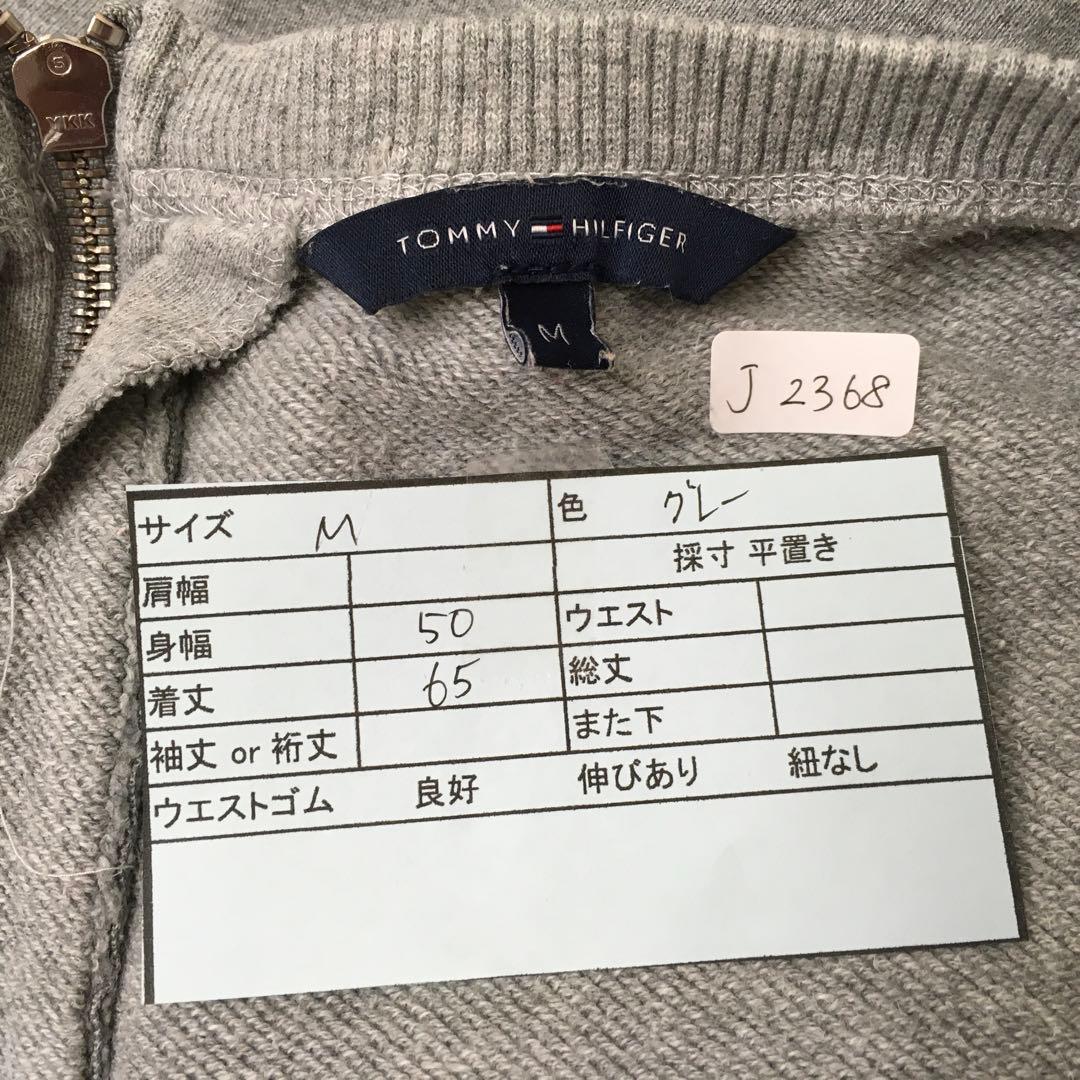 5
YKK
TOMMY HILFIGER
M
J 2368
サイズ M 色 グレー
採寸 平置き
肩幅
身幅 50 ウエスト
着丈 65 総丈
袖丈 or 裄丈 また下
ウエストゴム 良好 伸びあり 紐なし